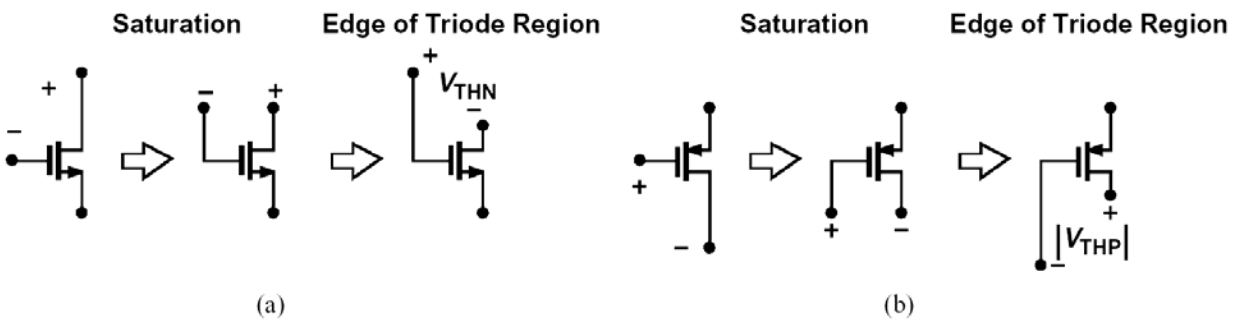 Saturation Edge of Triode Region Saturation Edge of Triode Region
+ + + 
− − V_THN −
+ + − + −
− |V_THP|
(a) (b)